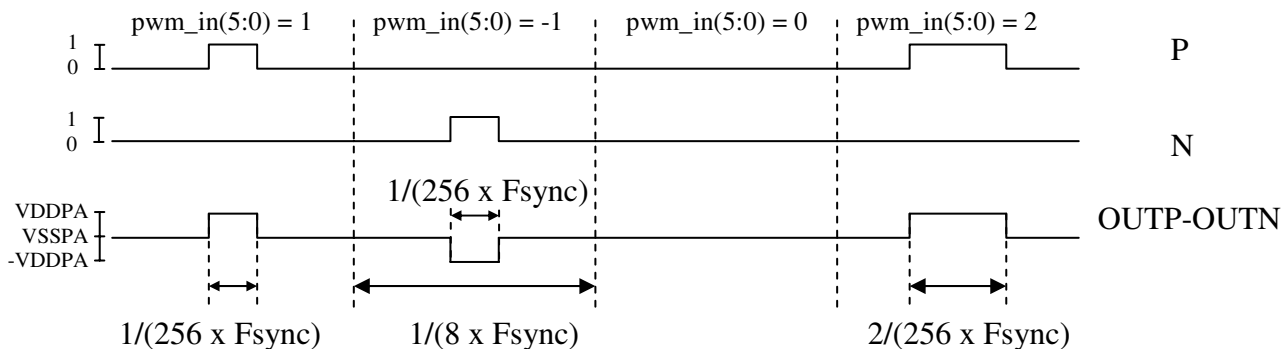 pwm_in(5:0) = 1
pwm_in(5:0) = -1
pwm_in(5:0) = 0
pwm_in(5:0) = 2
1
0
P
1
0
N
1/(256 x Fsync)
VDDPA
VSSPA
-VDDPA
OUTP-OUTN
1/(256 x Fsync)
1/(8 x Fsync)
2/(256 x Fsync)